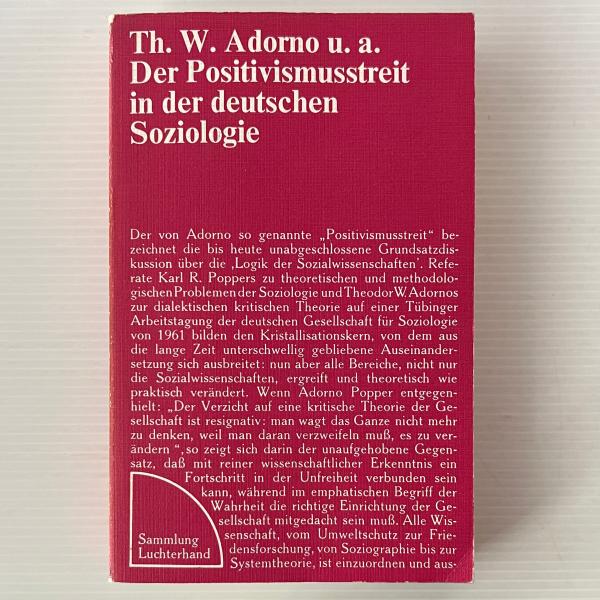 Th. W. Adorno u. a.
Der Positivismusstreit
in der deutschen
Soziologie
Der von Adorno so genannte „Positivismusstreit“ be-
zeichnet die bis heute unabgeschlossene Grundsatzdis-
kussion über die ‚Logik der Sozialwissenschaften'. Refe-
rate Karl R. Poppers zu theoretischen und methodolo-
gischen Problemen der Soziologie und Theodor W. Adornos
zur dialektischen kritischen Theorie auf einer Tübinger
Arbeitstagung der deutschen Gesellschaft für Soziologie
von 1961 bilden den Kristallisationskern, von dem aus
die lange Zeit unterschwellig gebliebene Auseinander-
setzung sich ausbreitet: nun aber alle Bereiche, nicht nur
die Sozialwissenschaften, ergreift und theoretisch wie
praktisch verändert. Wenn Adorno Popper entgegen-
hielt: „Der Verzicht auf eine kritische Theorie der Ge-
sellschaft ist resignativ: man wagt das Ganze nicht mehr
zu denken, weil man daran verzweifeln muß, es zu ver-
ändern“, so zeigt sich darin der unaufgehobene Gegen-
satz, daß mit reiner wissenschaftlicher Erkenntnis ein
Fortschritt in der Unfreiheit verbunden sein
kann, während im emphatischen Begriff der
Wahrheit die richtige Einrichtung der Ge-
sellschaft mitgedacht sein muß. Alle Wis-
senschaft, vom Umweltschutz zur Frie-
densforschung, von Soziographie bis zur
Systemtheorie, ist einzuordnen und aus-
Sammlung
Luchterhand